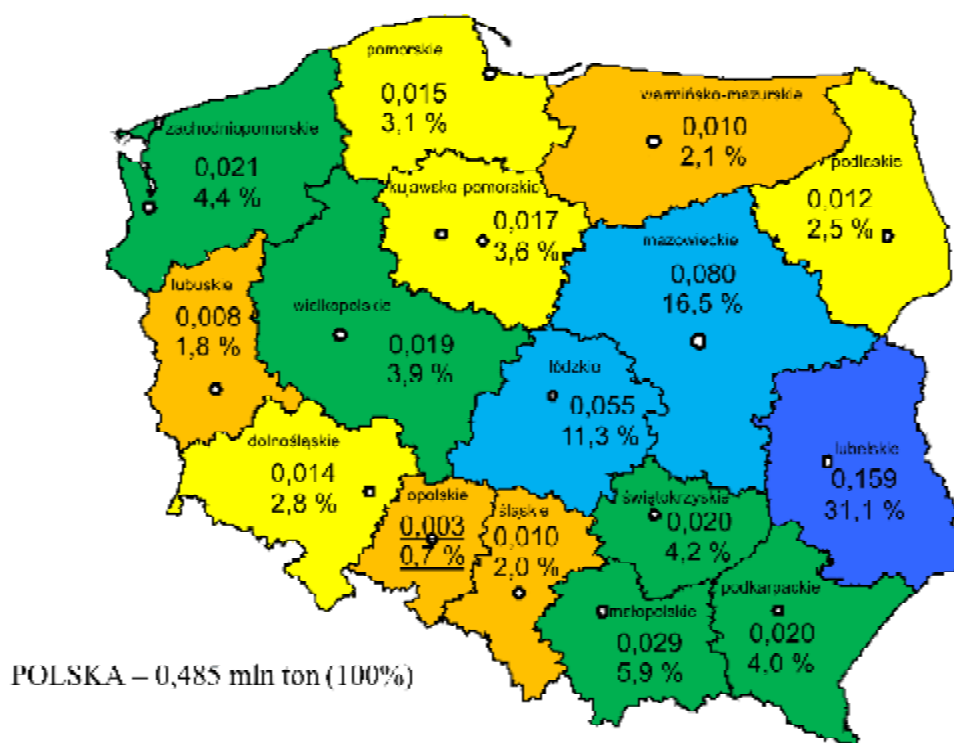 pomorskie
0,015
3,1 %
warmińsko-mazurskie
0,010
2,1 %
zachodniopomorskie
0,021
4,4 %
podlaskie
0,012
2,5 %
kujawsko-pomorskie
0,017
3,6 %
mazowieckie
0,080
16,5 %
lubuskie
0,008
1,8 %
wielkopolskie
0,019
3,9 %
łódzkie
0,055
11,3 %
lubelskie
0,159
31,1 %
dolnośląskie
0,014
2,8 %
opolskie
0,003
0,7 %
śląskie
0,010
2,0 %
świętokrzyskie
0,020
4,2 %
małopolskie
0,029
5,9 %
podkarpackie
0,020
4,0 %
POLSKA – 0,485 mln ton (100%)